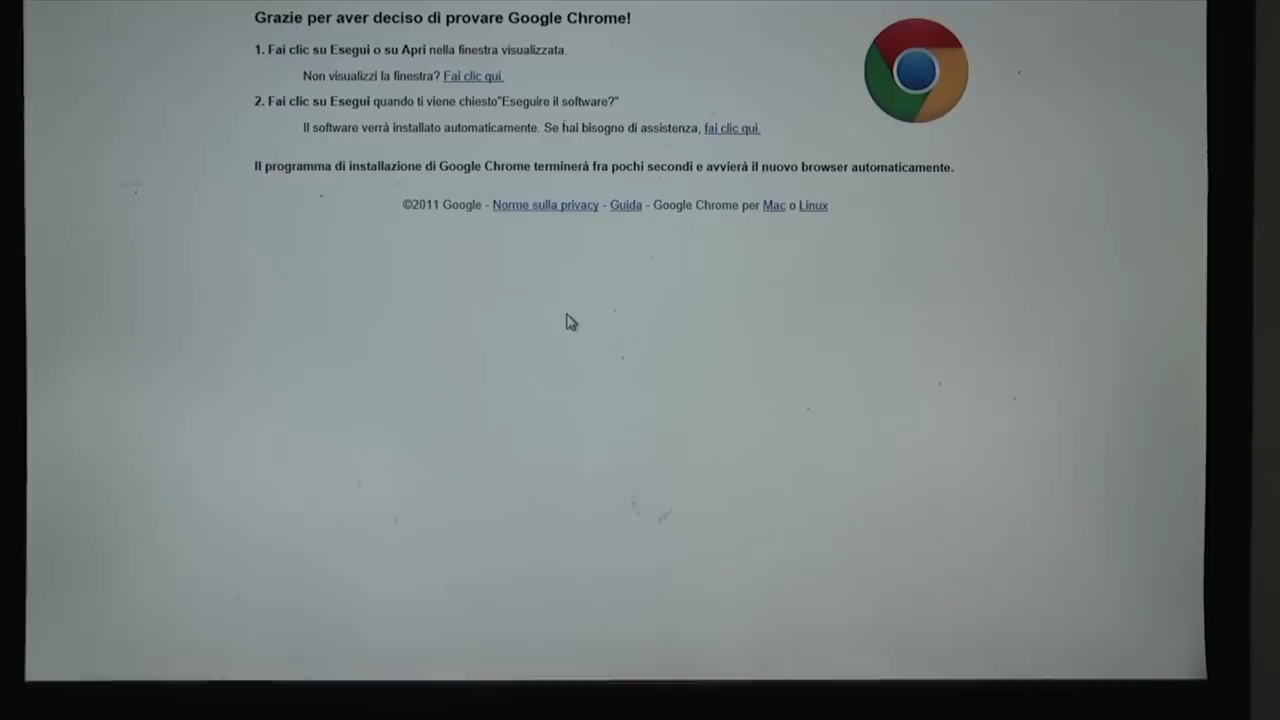 Grazie per aver deciso di provare Google Chrome!
1. Fai clic su Esegui o su Apri nella finestra visualizzata.
Non visualizzi la finestra? Fai clic qui.
2. Fai clic su Esegui quando ti viene chiesto"Eseguire il software?"
Il software verrà installato automaticamente. Se hai bisogno di assistenza, fai clic qui.
Il programma di installazione di Google Chrome terminerà fra pochi secondi e avvierà il nuovo browser automaticamente.
©2011 Google - Norme sulla privacy - Guida - Google Chrome per Mac o Linux